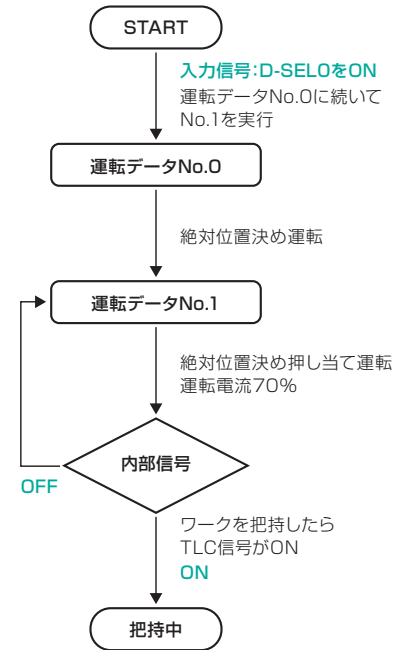 START
入力信号:D-SEL0をON
運転データNo.0に続いて
No.1を実行
運転データNo.0
絶対位置決め運転
運転データNo.1
絶対位置決め押し当て運転
運転電流70%
内部信号
OFF
ワークを把持したら
TLC信号がON
ON
把持中